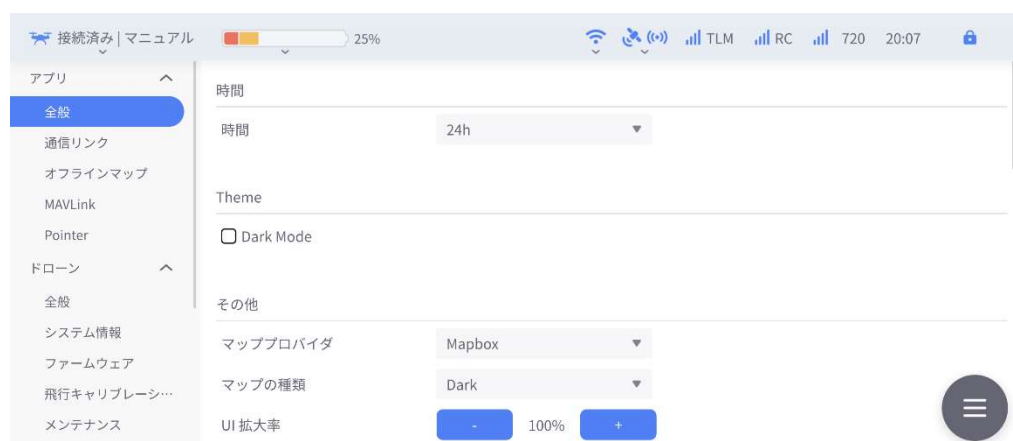 接続済み | マニュアル 25% TLM RC 720 20:07
アプリ
全般
通信リンク
オフラインマップ
MAVLink
Pointer
ドローン
全般
システム情報
ファームウェア
飛行キャリブレーシ…
メンテナンス
時間
時間 24h
Theme
Dark Mode
その他
マッププロバイダ Mapbox
マップの種類 Dark
UI 拡大率 - 100% +